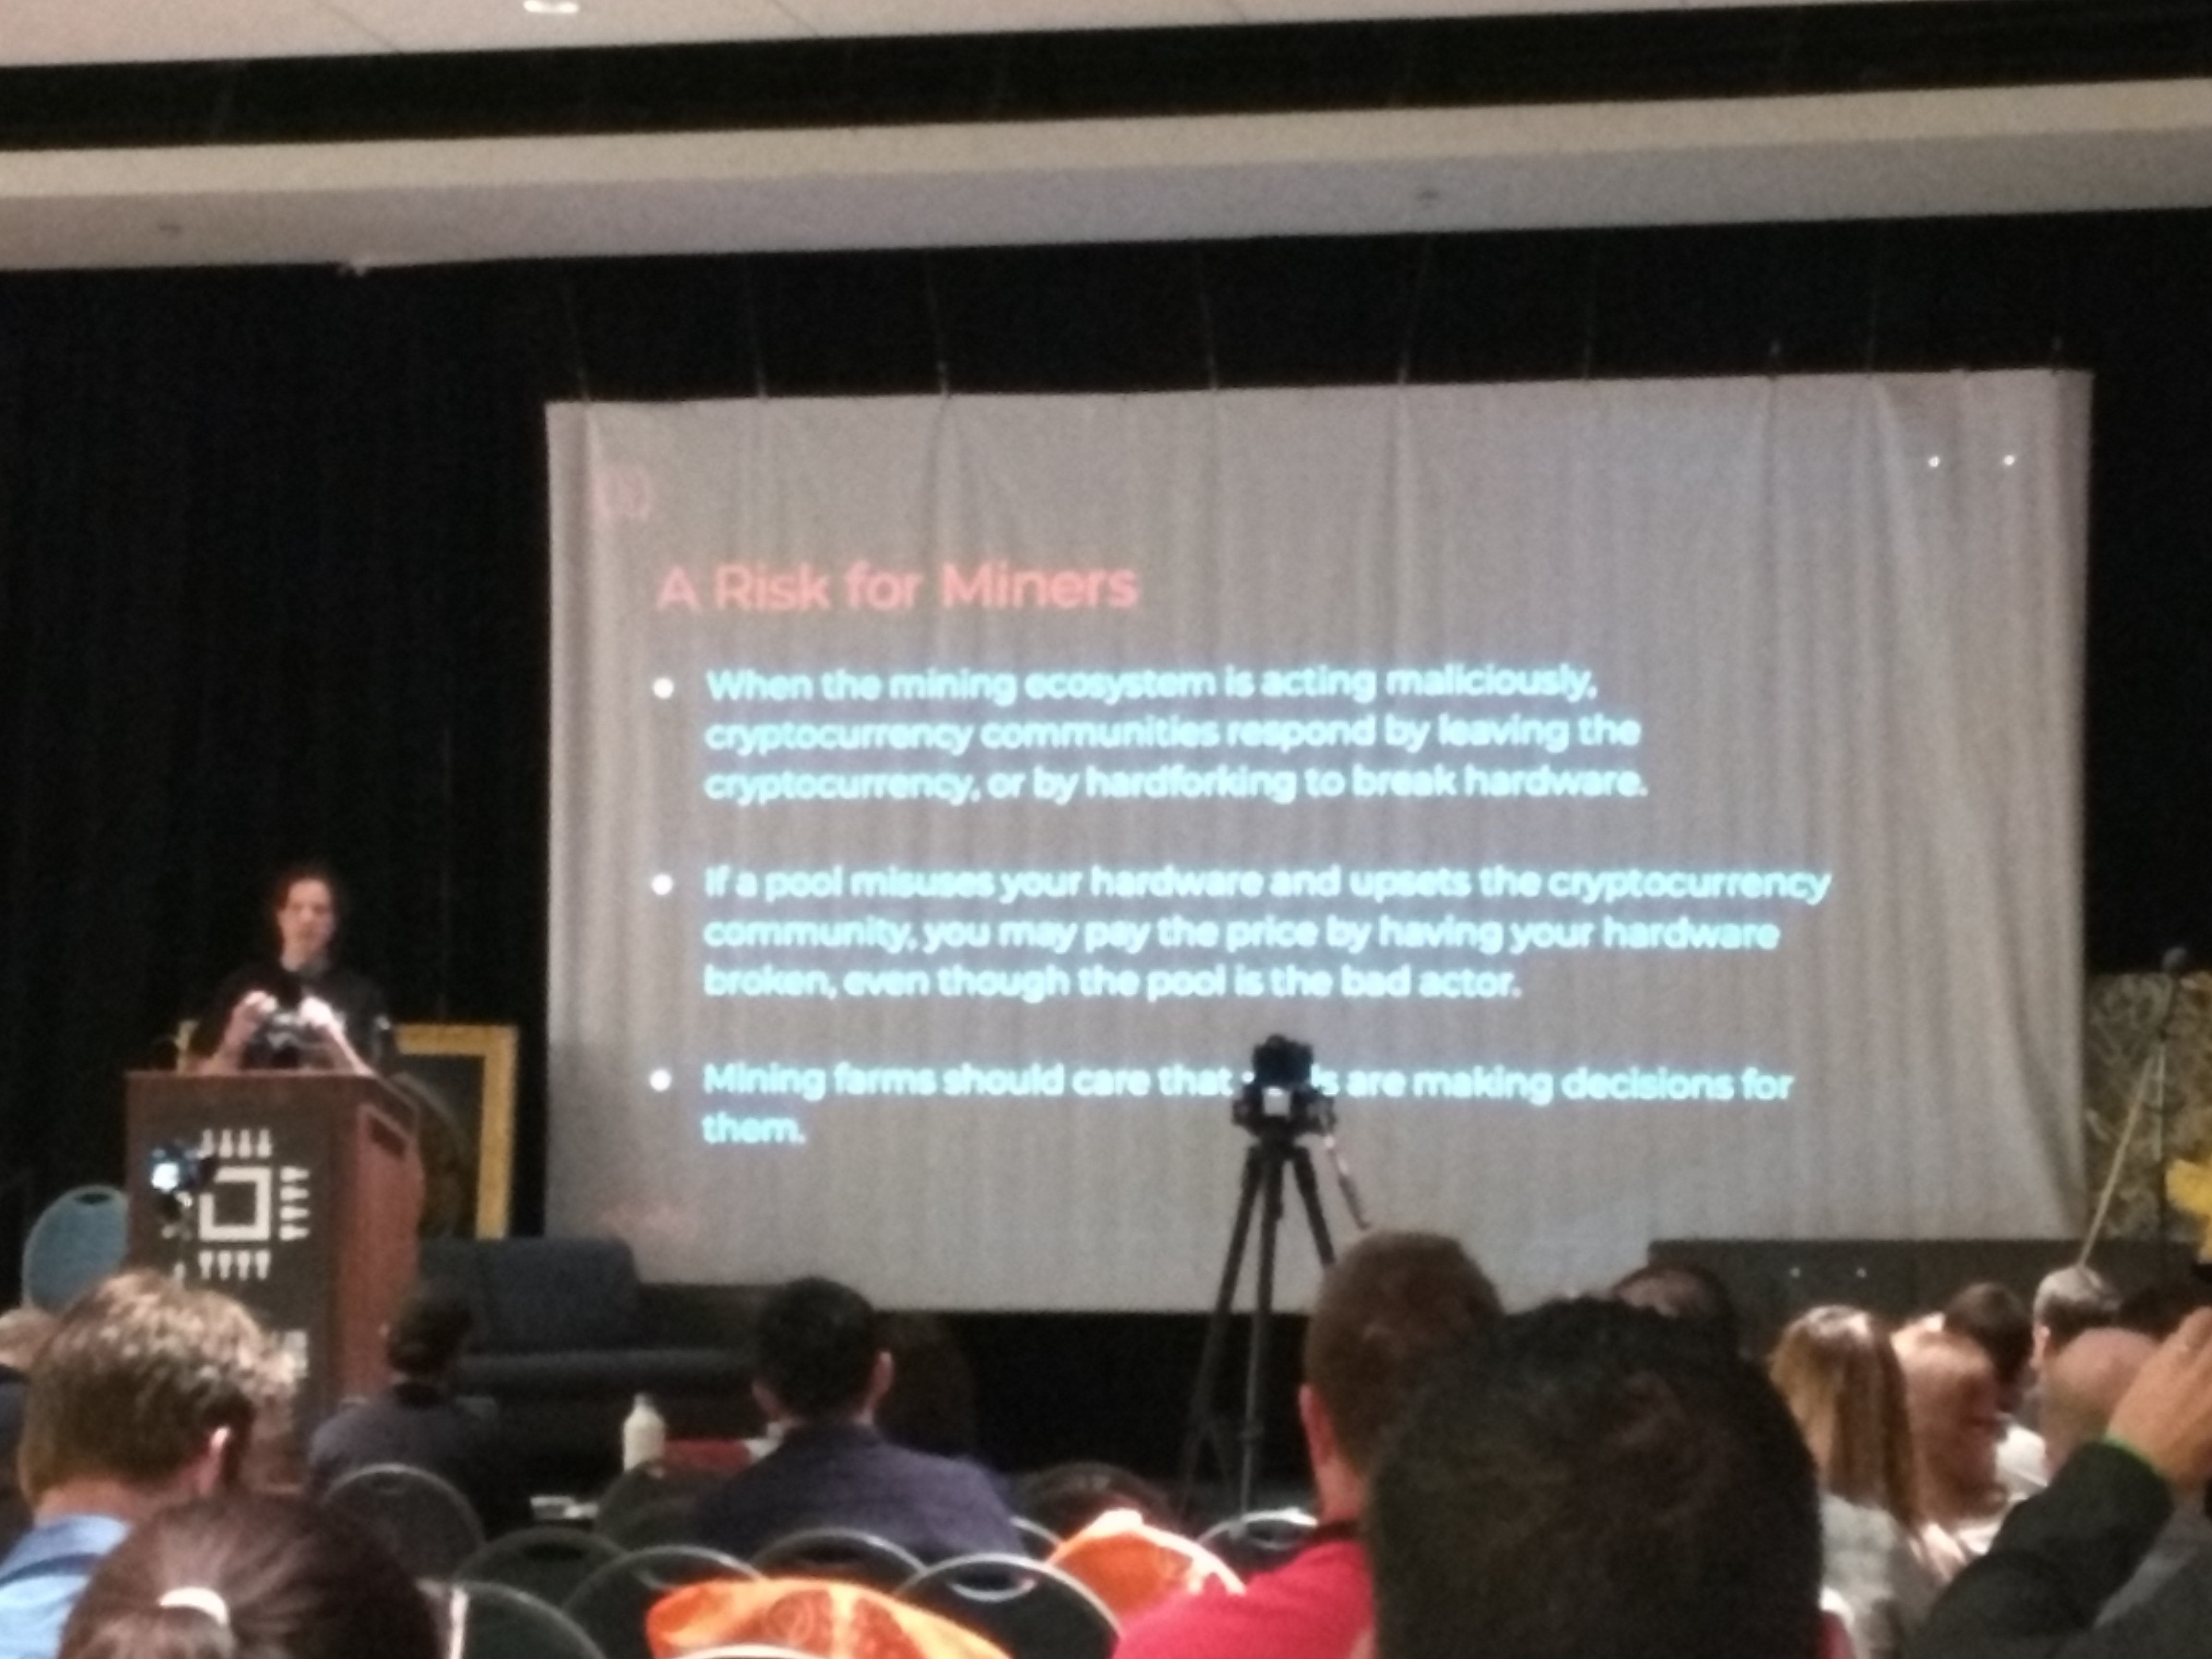 A Risk for Miners
When the mining ecosystem is acting maliciously,
cryptocurrency communities respond by leaving the
cryptocurrency, or by hardforking to break hardware.
If a pool misuses your hardware and upsets the cryptocurrency
community, you may pay the price by having your hardware
broken, even though the pool is the bad actor.
Mining farms should care that are making decisions for
them.